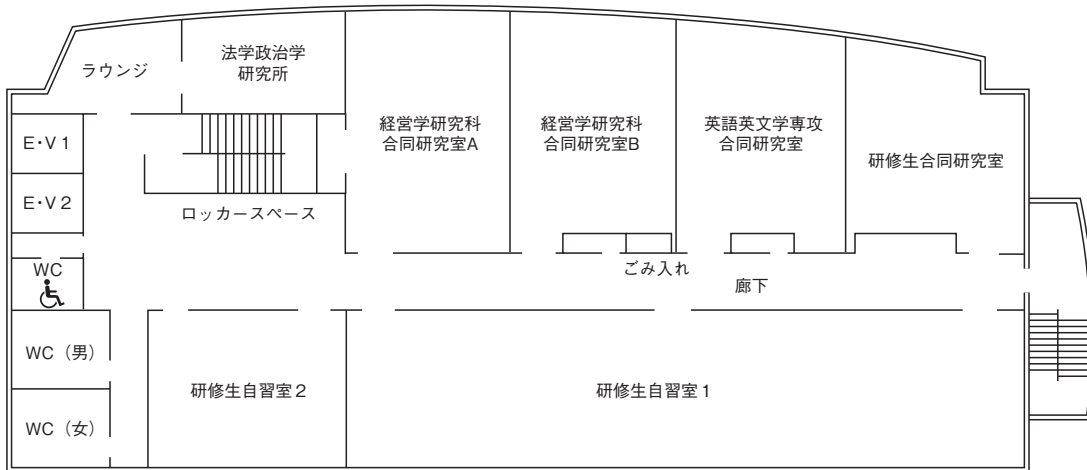 ラウンジ
法学政治学
研究所
経営学研究科
合同研究室A
経営学研究科
合同研究室B
英語英文学専攻
合同研究室
研修生合同研究室
E・V 1
E・V 2
ロッカースペース
WC
ごみ入れ
廊下
WC（男）
WC（女）
研修生自習室 2
研修生自習室 1